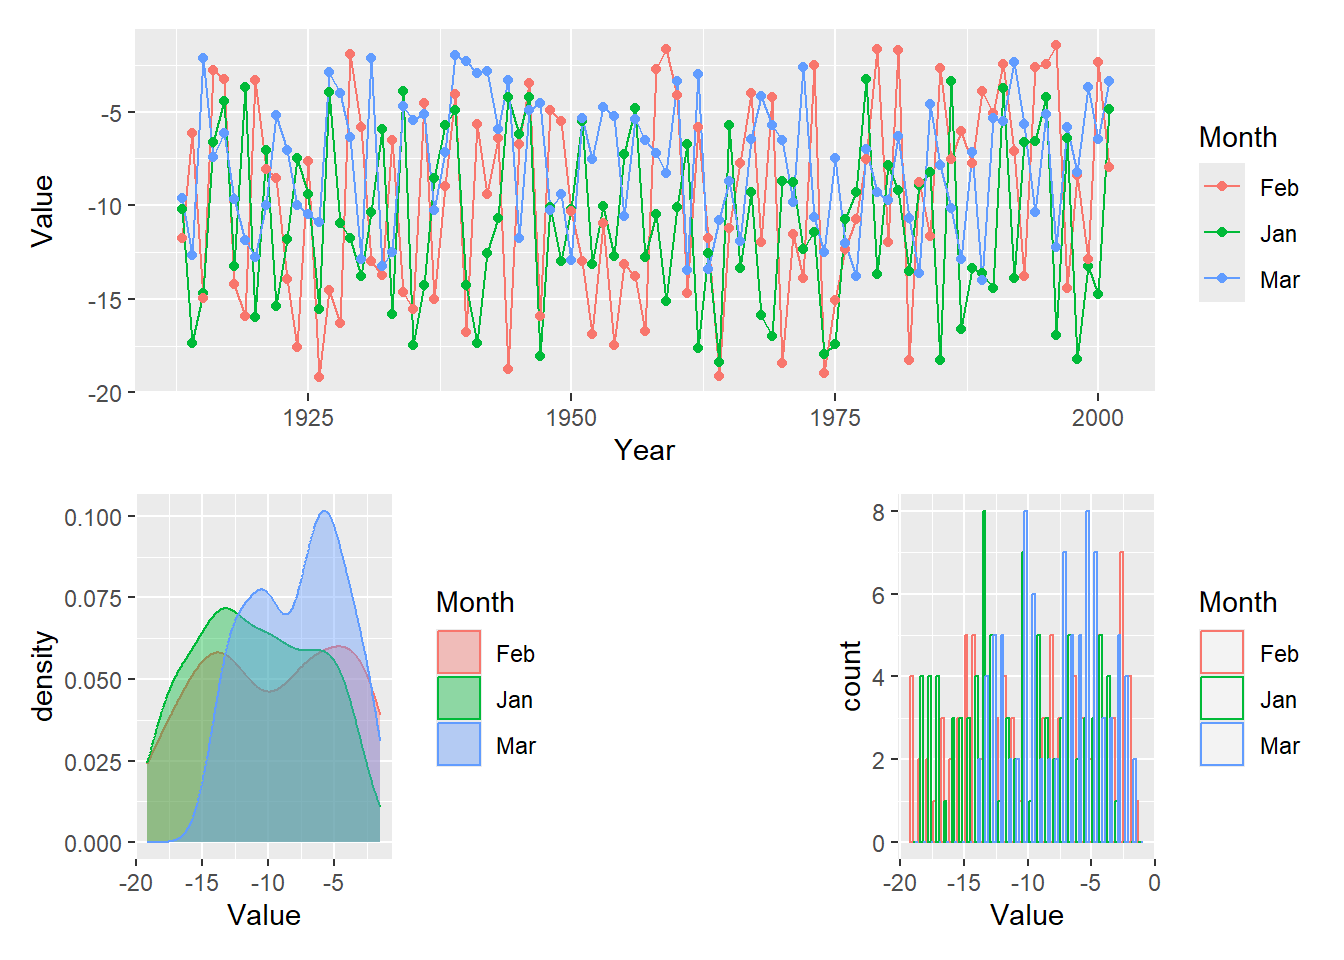 Value
-5
-10
-15
-20
1925 1950 1975 2000
Year
Month
Feb
Jan
Mar
density
0.100
0.075
0.050
0.025
0.000
-20 -15 -10 -5
Value
Month
Feb
Jan
Mar
count
8
6
4
2
0
-20 -15 -10 -5 0
Value
Month
Feb
Jan
Mar